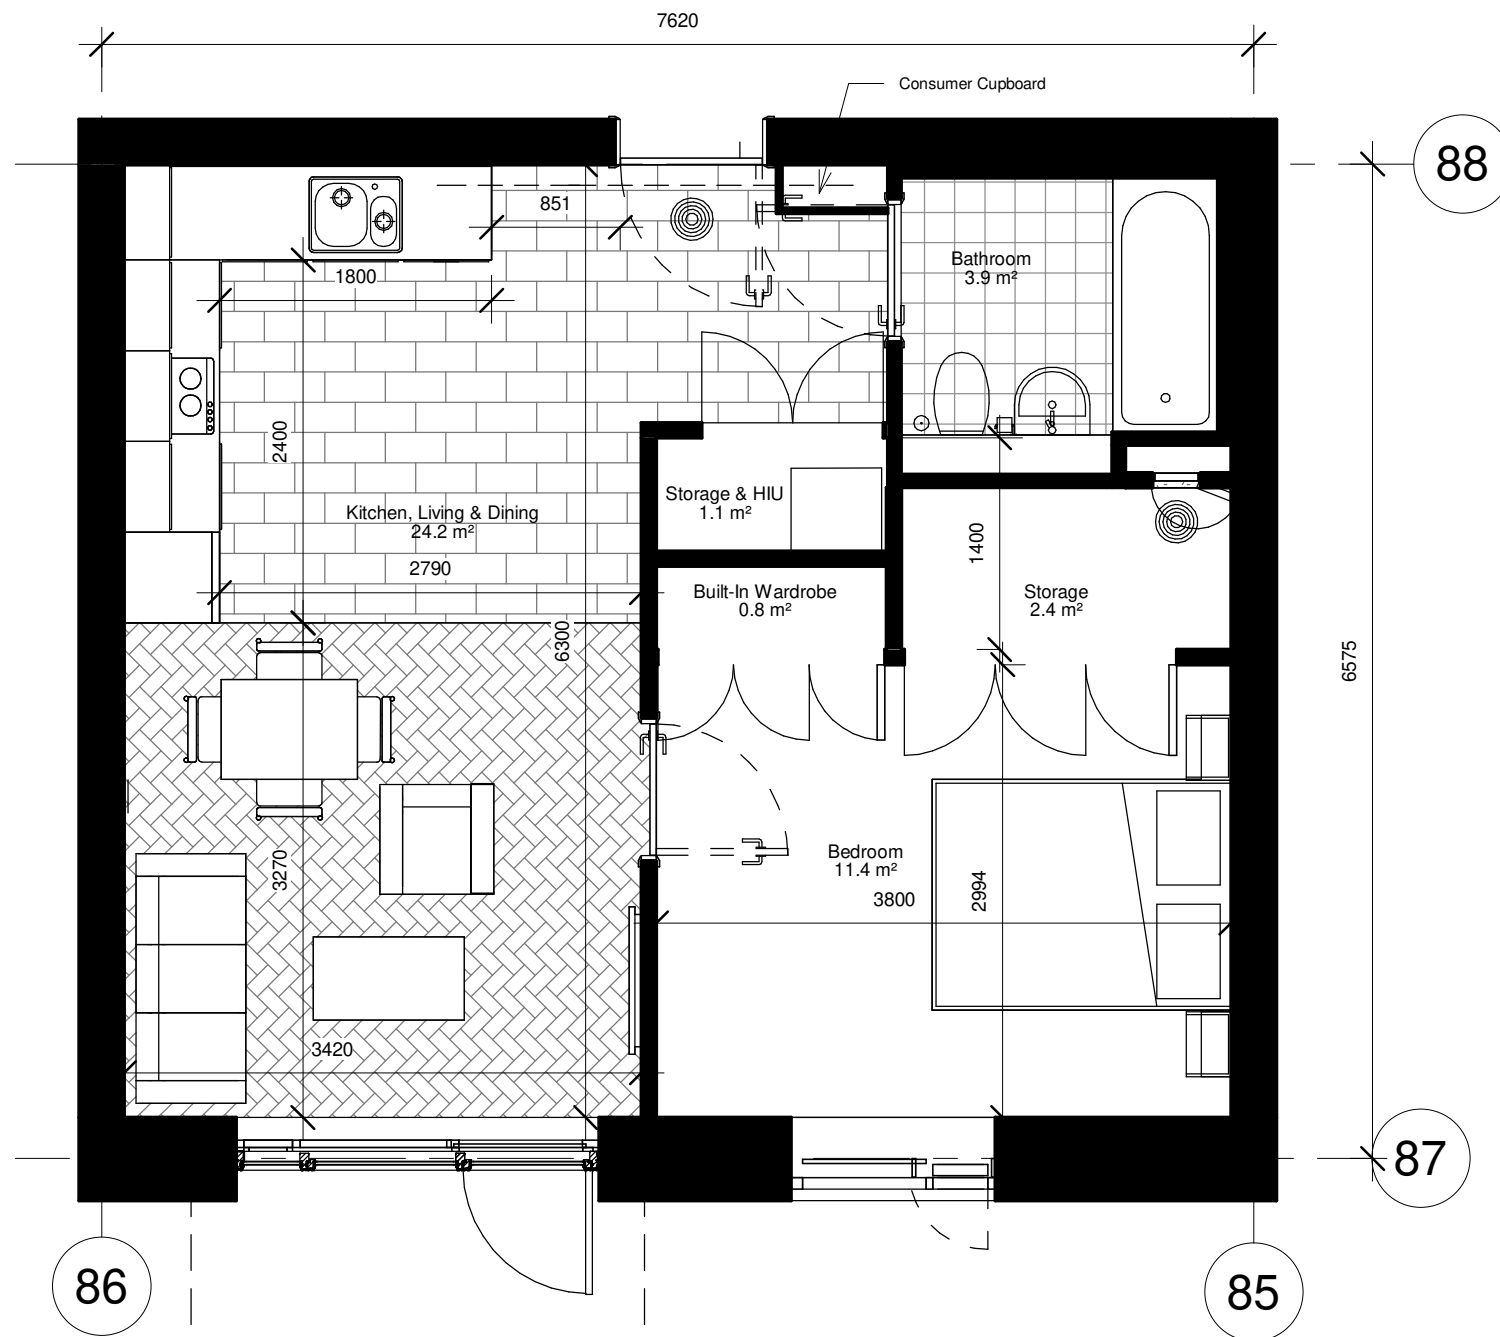 7620
Consumer Cupboard
88
851
1800
Bathroom
3.9 m²
2400
Kitchen, Living & Dining
24.2 m²
Storage & HIU
1.1 m²
1400
2790
Built-In Wardrobe
0.8 m²
Storage
2.4 m²
6300
6575
3270
Bedroom
11.4 m²
3800
2994
3420
87
86
85